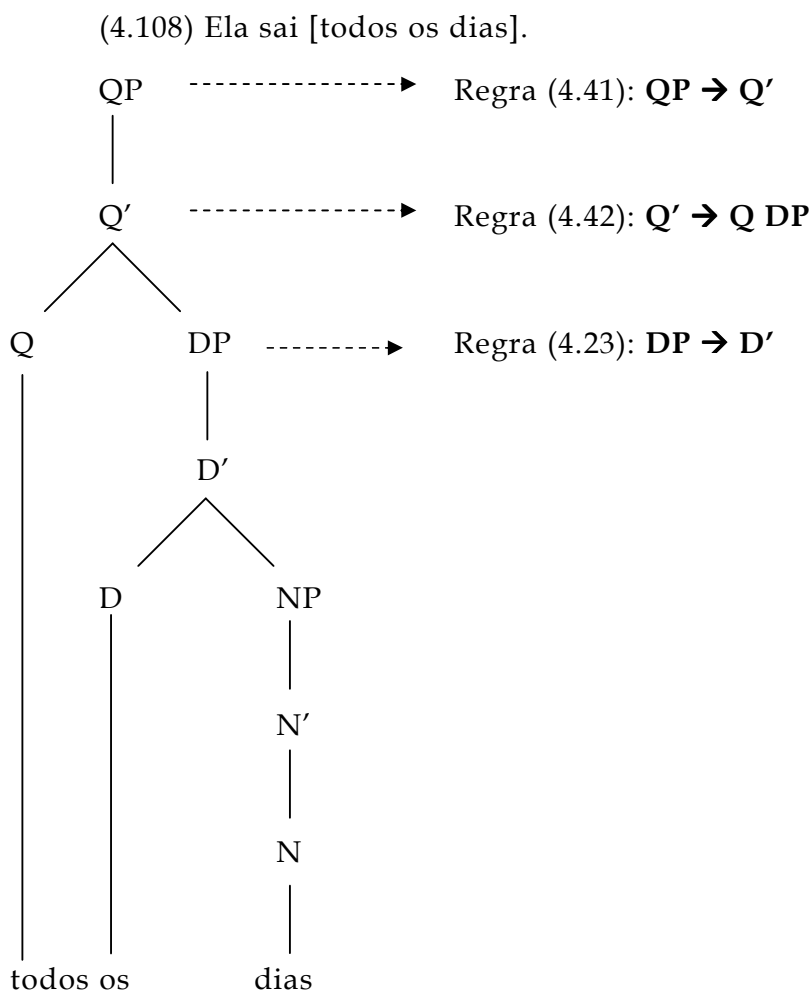 (4.108) Ela sai [todos os dias].
QP Regra (4.41): QP → Q’
Q’ Regra (4.42): Q’ → Q DP
Q DP Regra (4.23): DP → D’
D’
D NP
N’
N
todos os dias